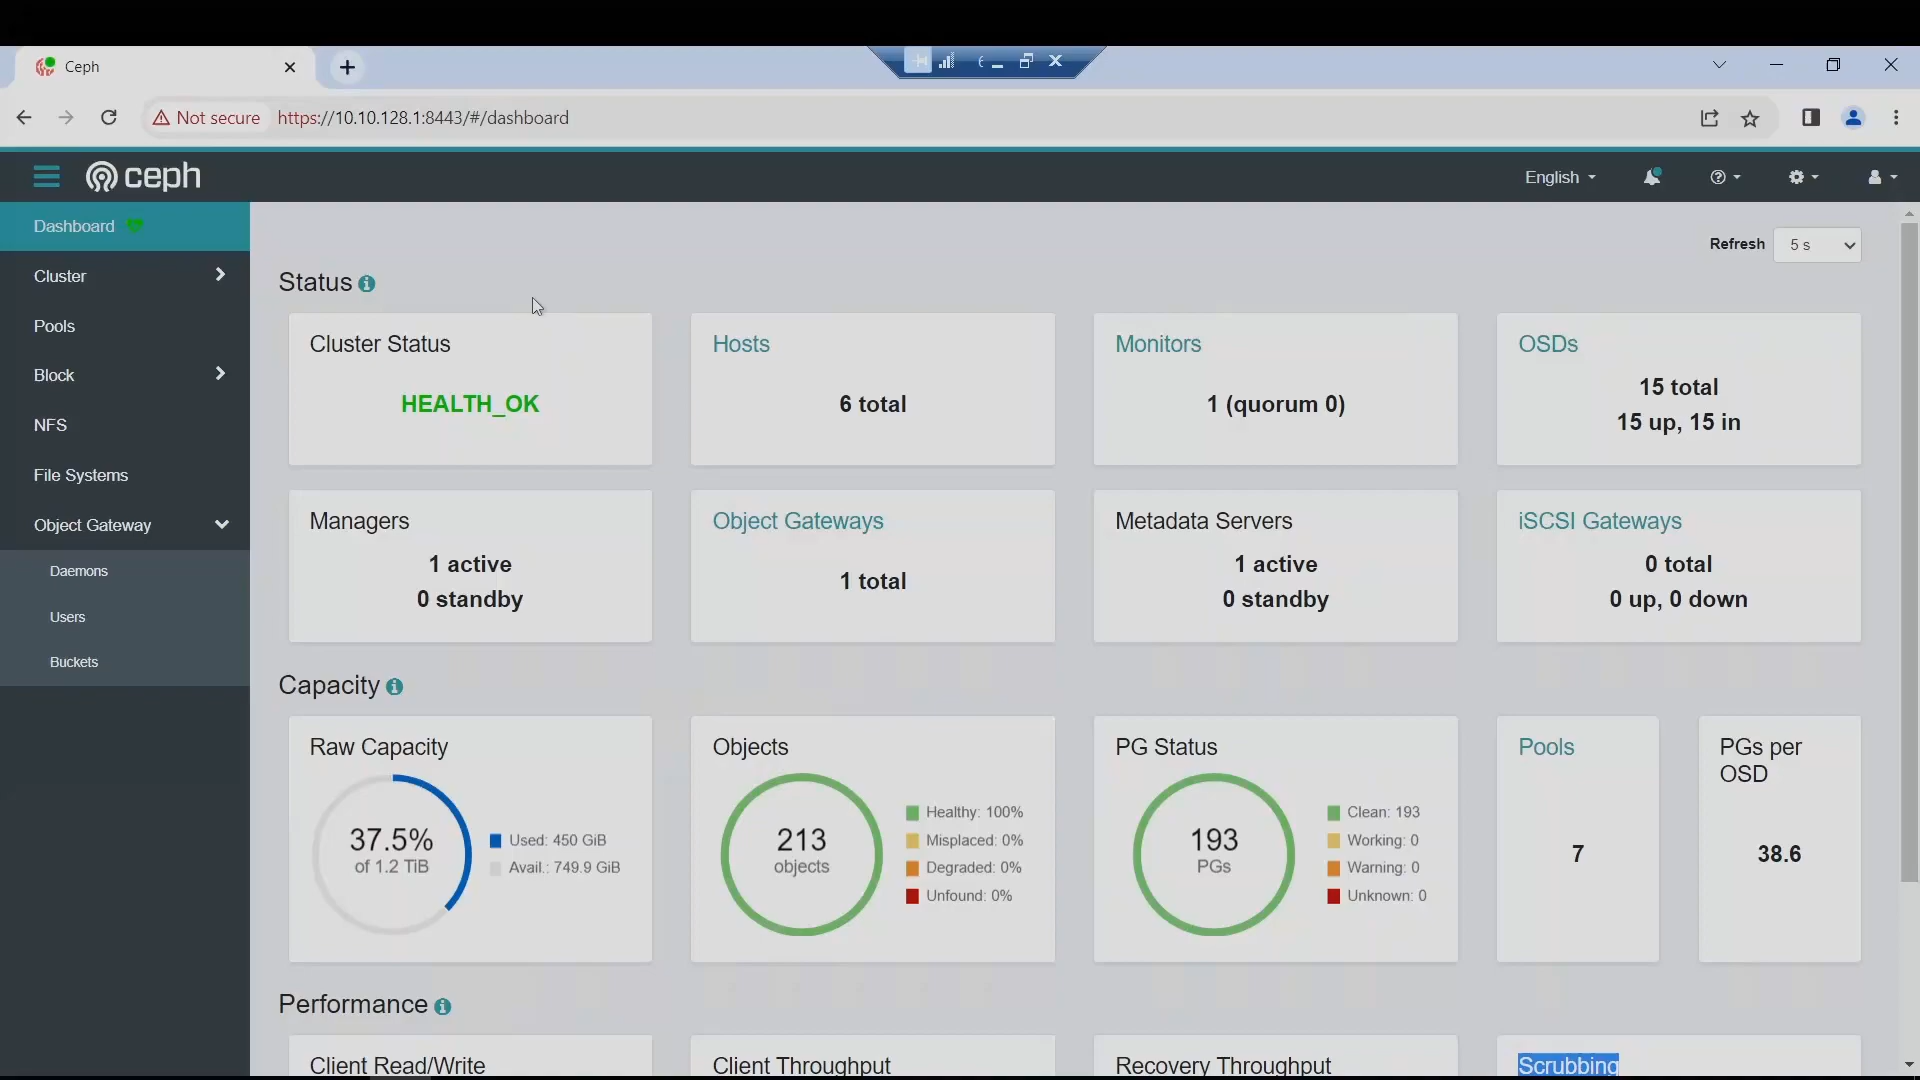 Ceph
Not secure https://10.10.128.1:8443/#/dashboard
ceph
English
Dashboard
Cluster
Pools
Block
NFS
File Systems
Object Gateway
Daemons
Users
Buckets
Refresh 5 s
Status
Cluster Status
HEALTH_OK
Hosts
6 total
Monitors
1 (quorum 0)
OSDs
15 total
15 up, 15 in
Managers
1 active
0 standby
Object Gateways
1 total
Metadata Servers
1 active
0 standby
iSCSI Gateways
0 total
0 up, 0 down
Capacity
Raw Capacity
37.5%
of 1.2 TiB
Used: 450 GiB
Avail.: 749.9 GiB
Objects
213
objects
Healthy: 100%
Misplaced: 0%
Degraded: 0%
Unfound: 0%
PG Status
193
PGs
Clean: 193
Working: 0
Warning: 0
Unknown: 0
Pools
7
PGs per
OSD
38.6
Performance
Client Read/Write
Client Throughput
Recovery Throughput
Scrubbing